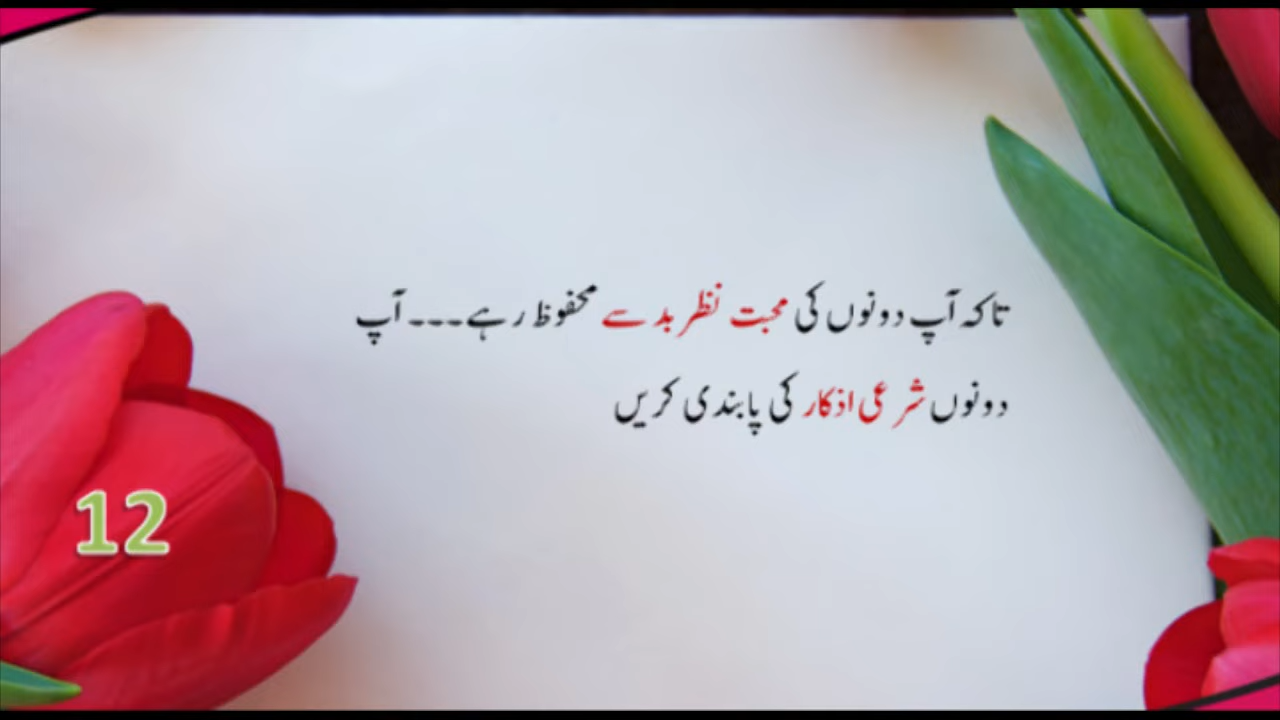 تاکہ آپ دونوں کی محبت نظر بد سے محفوظ رہے۔۔۔ آپ
دونوں شرعی اذکار کی پابندی کریں
12